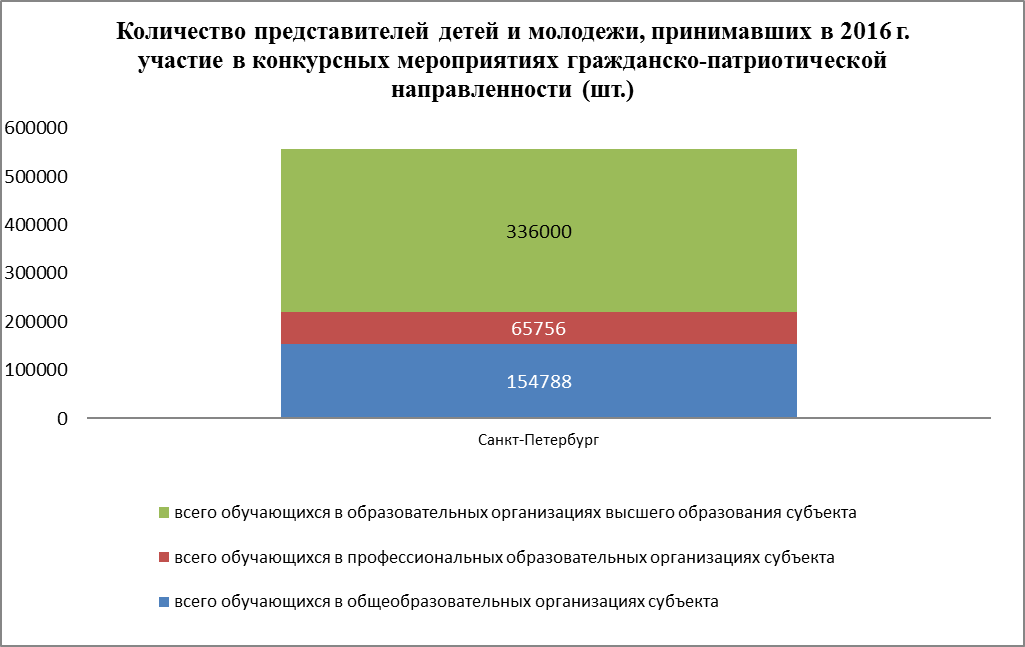 Количество представителей детей и молодежи, принимавших в 2016 г.
участие в конкурсных мероприятиях гражданско-патриотической
направленности (шт.)
600000
500000
400000
300000
200000
100000
0
336000
65756
154788
Санкт-Петербург
всего обучающихся в образовательных организациях высшего образования субъекта
всего обучающихся в профессиональных образовательных организациях субъекта
всего обучающихся в общеобразовательных организациях субъекта